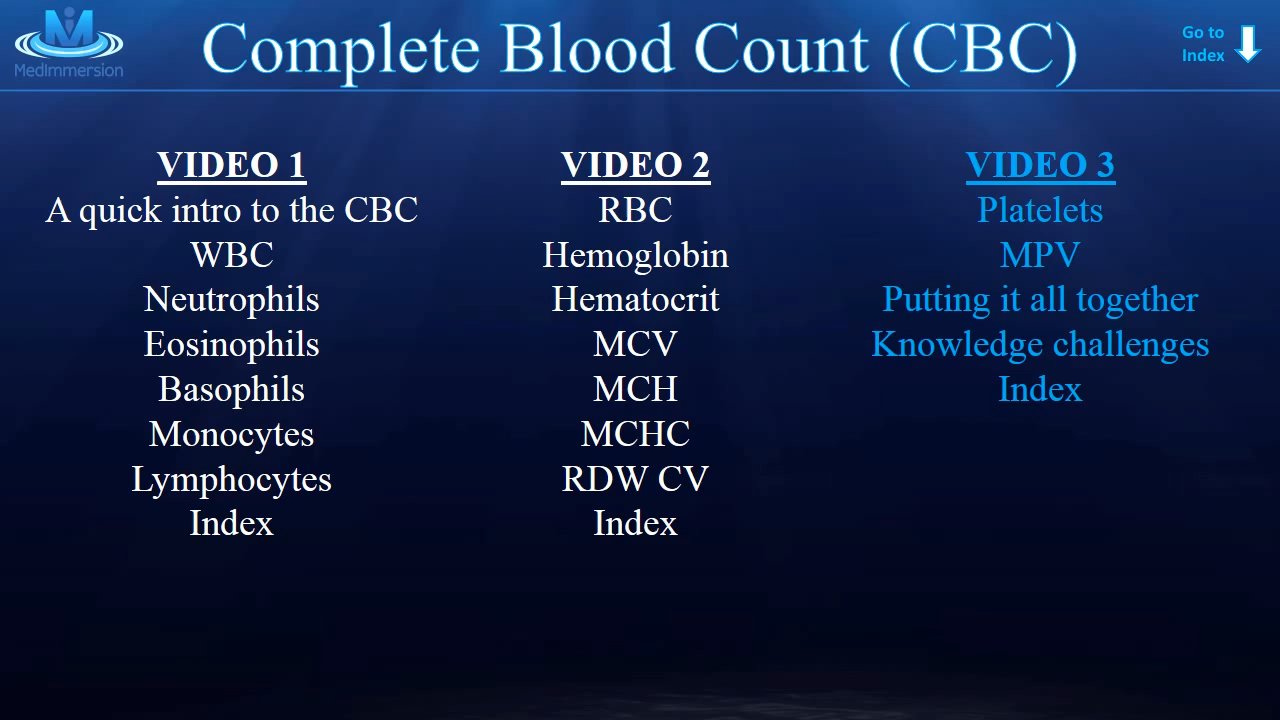 MedImmersion
Complete Blood Count (CBC)
Go to
Index
VIDEO 1
A quick intro to the CBC
WBC
Neutrophils
Eosinophils
Basophils
Monocytes
Lymphocytes
Index
VIDEO 2
RBC
Hemoglobin
Hematocrit
MCV
MCH
MCHC
RDW CV
Index
VIDEO 3
Platelets
MPV
Putting it all together
Knowledge challenges
Index